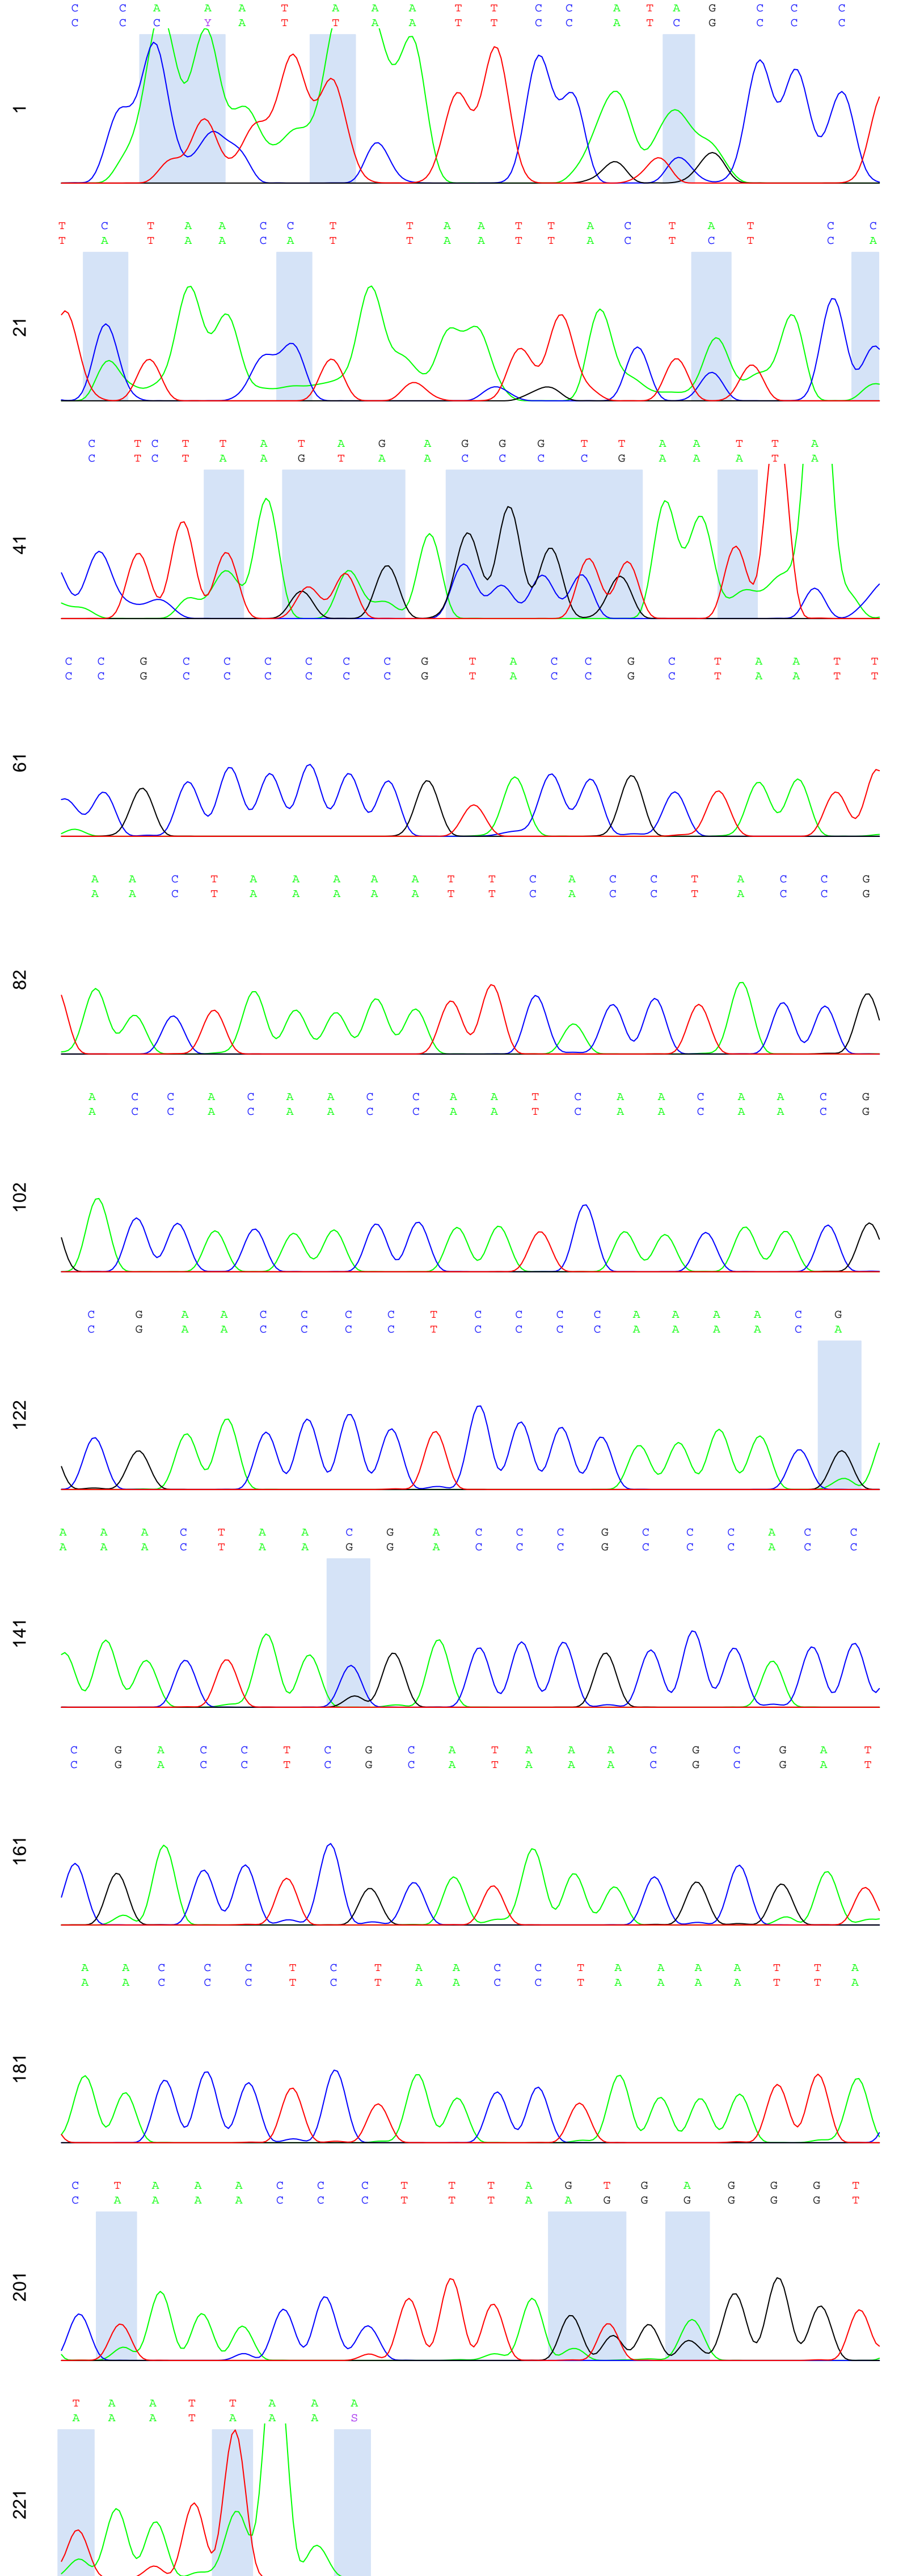 C C A A A T A A A T T C C A T A G C C C
C C C Y A T T A A T T C C A T C G C C C
1
T C T A A C C T T A A T T A C T A T C C
T A T A A C A T T A A T T A C T C T C A
21
C T C T T A T A G A G G G T T A A T T A
C T C T A A G T A A C C C C G A A A T A
41
C C G C C C C C C G T A C C G C T A A T T
C C G C C C C C C G T A C C G C T A A T T
61
A A C T A A A A A T T C A C C T A C C G
A A C T A A A A A T T C A C C T A C C G
82
A C C A C A A C C A A T C A A C A A C G
A C C A C A A C C A A T C A A C A A C G
102
C G A A C C C C T C C C C A A A A C G
C G A A C C C C T C C C C A A A A C A
122
A A A C T A A C G A C C C G C C C A C C
A A A C T A A G G A C C C G C C C A C C
141
C G A C C T C G C A T A A A C G C G A T
C G A C C T C G C A T A A A C G C G A T
161
A A C C C T C T A A C C T A A A A T T A
A A C C C T C T A A C C T A A A A T T A
181
C T A A A C C C T T T A G T G A G G G T
C A A A A C C C T T T A A G G G G G G T
201
T A A T T A A A
A A A T A A A S
221